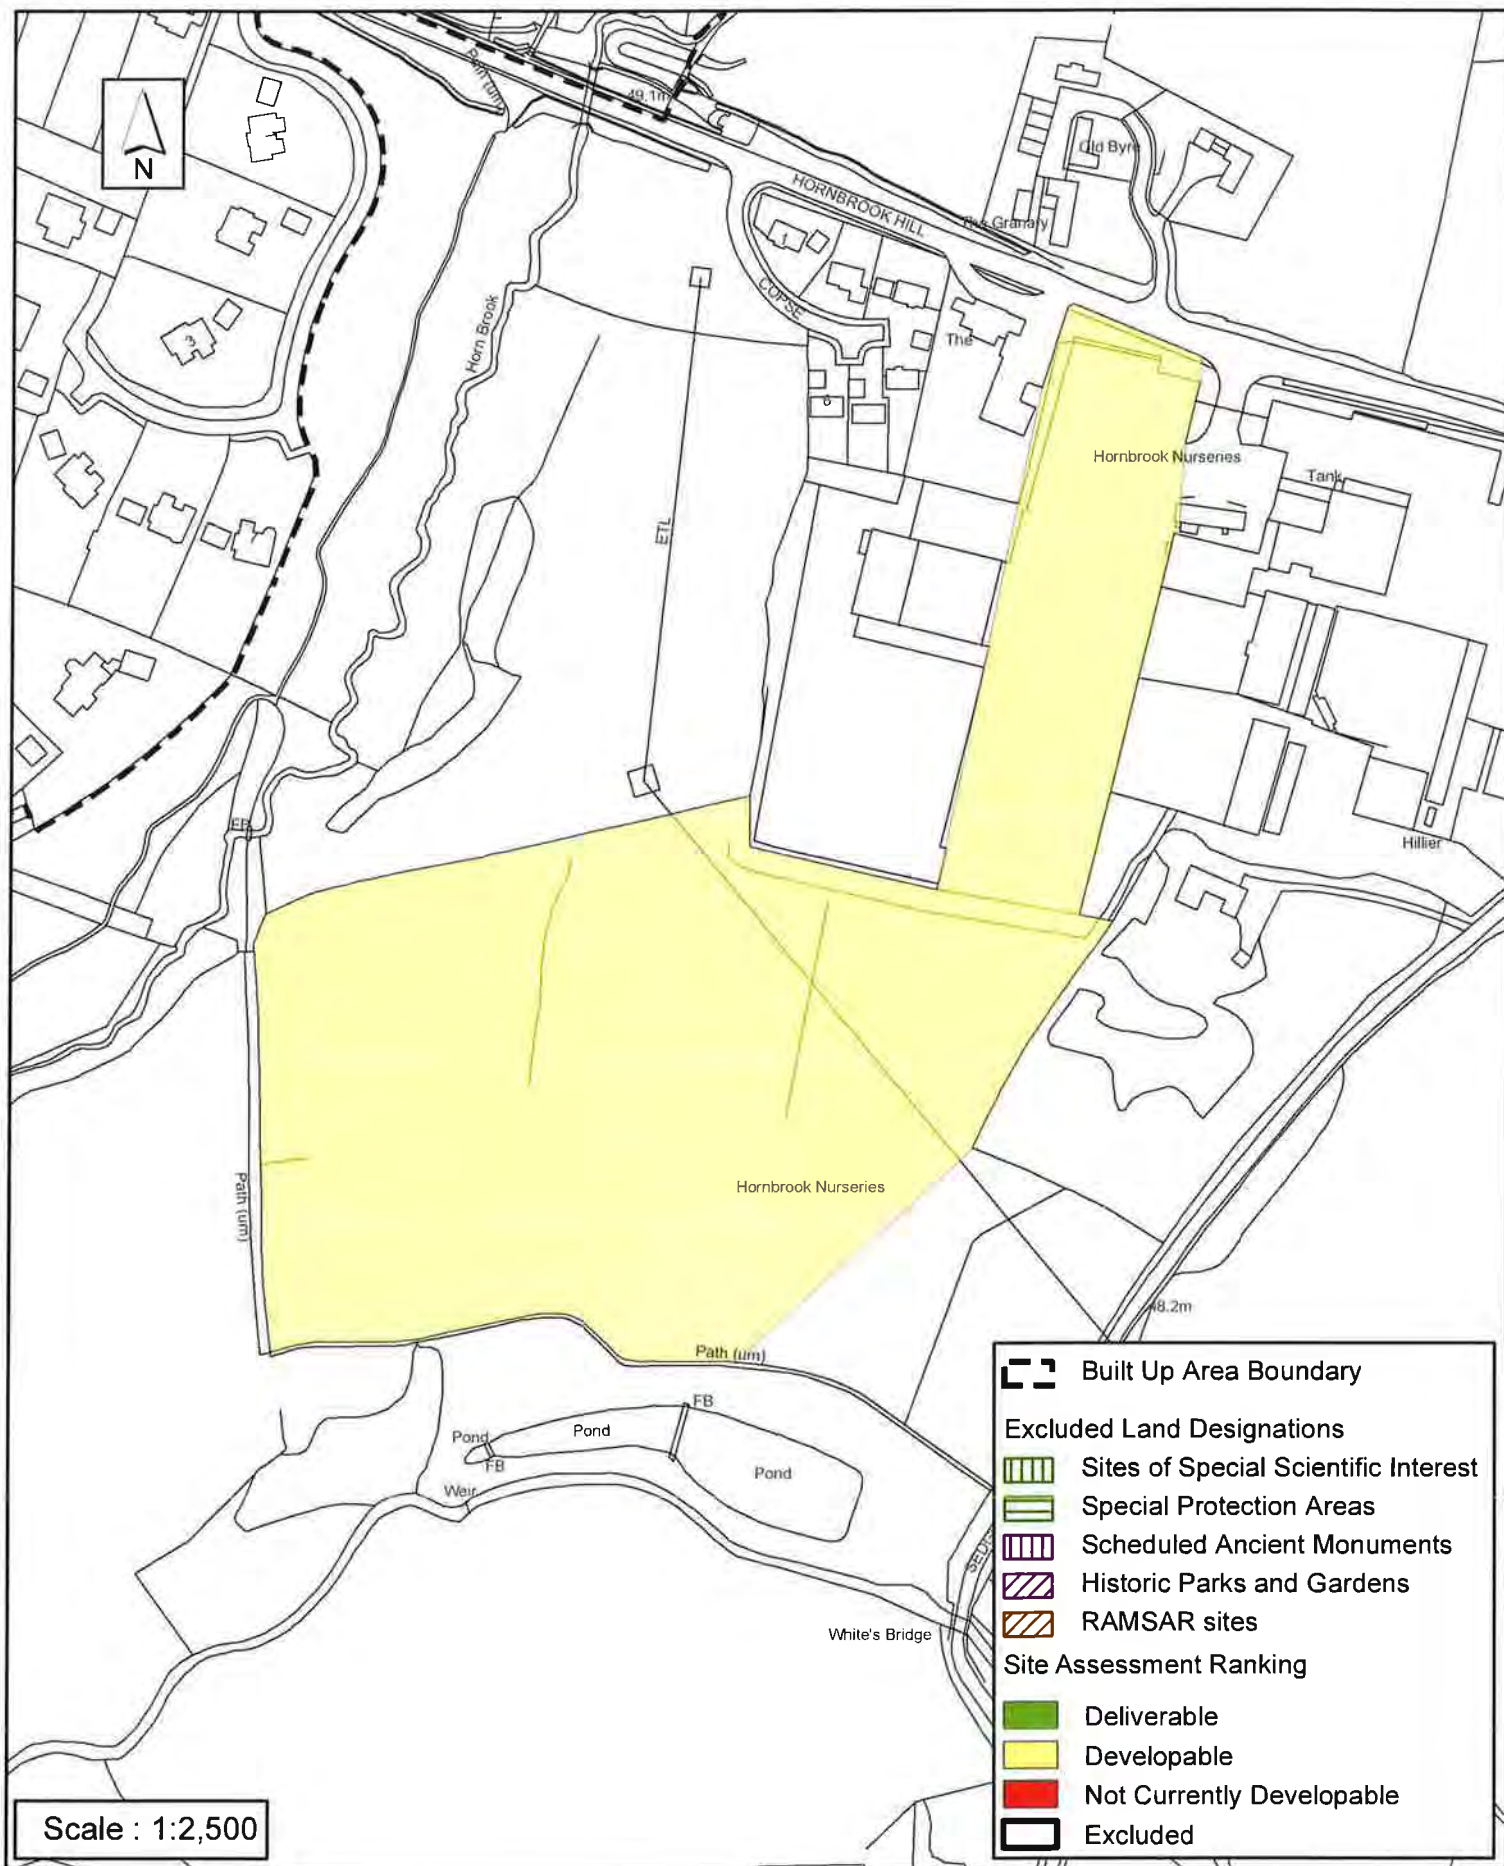 N
Path (um)
49.1m
HORNBROOK HILL
Old Byre
The Granary
1
COPSE
Horn Brook
The
3
6
Hornbrook Nurseries
Tank
ETL
FB
Hillier
Path (um)
Hornbrook Nurseries
48.2m
Path (um)
FB
Pond
Pond
FB
Pond
Weir
White's Bridge
Built Up Area Boundary
Excluded Land Designations
Sites of Special Scientific Interest
Special Protection Areas
Scheduled Ancient Monuments
Historic Parks and Gardens
RAMSAR sites
Site Assessment Ranking
Deliverable
Developable
Not Currently Developable
Excluded
Scale : 1:2,500